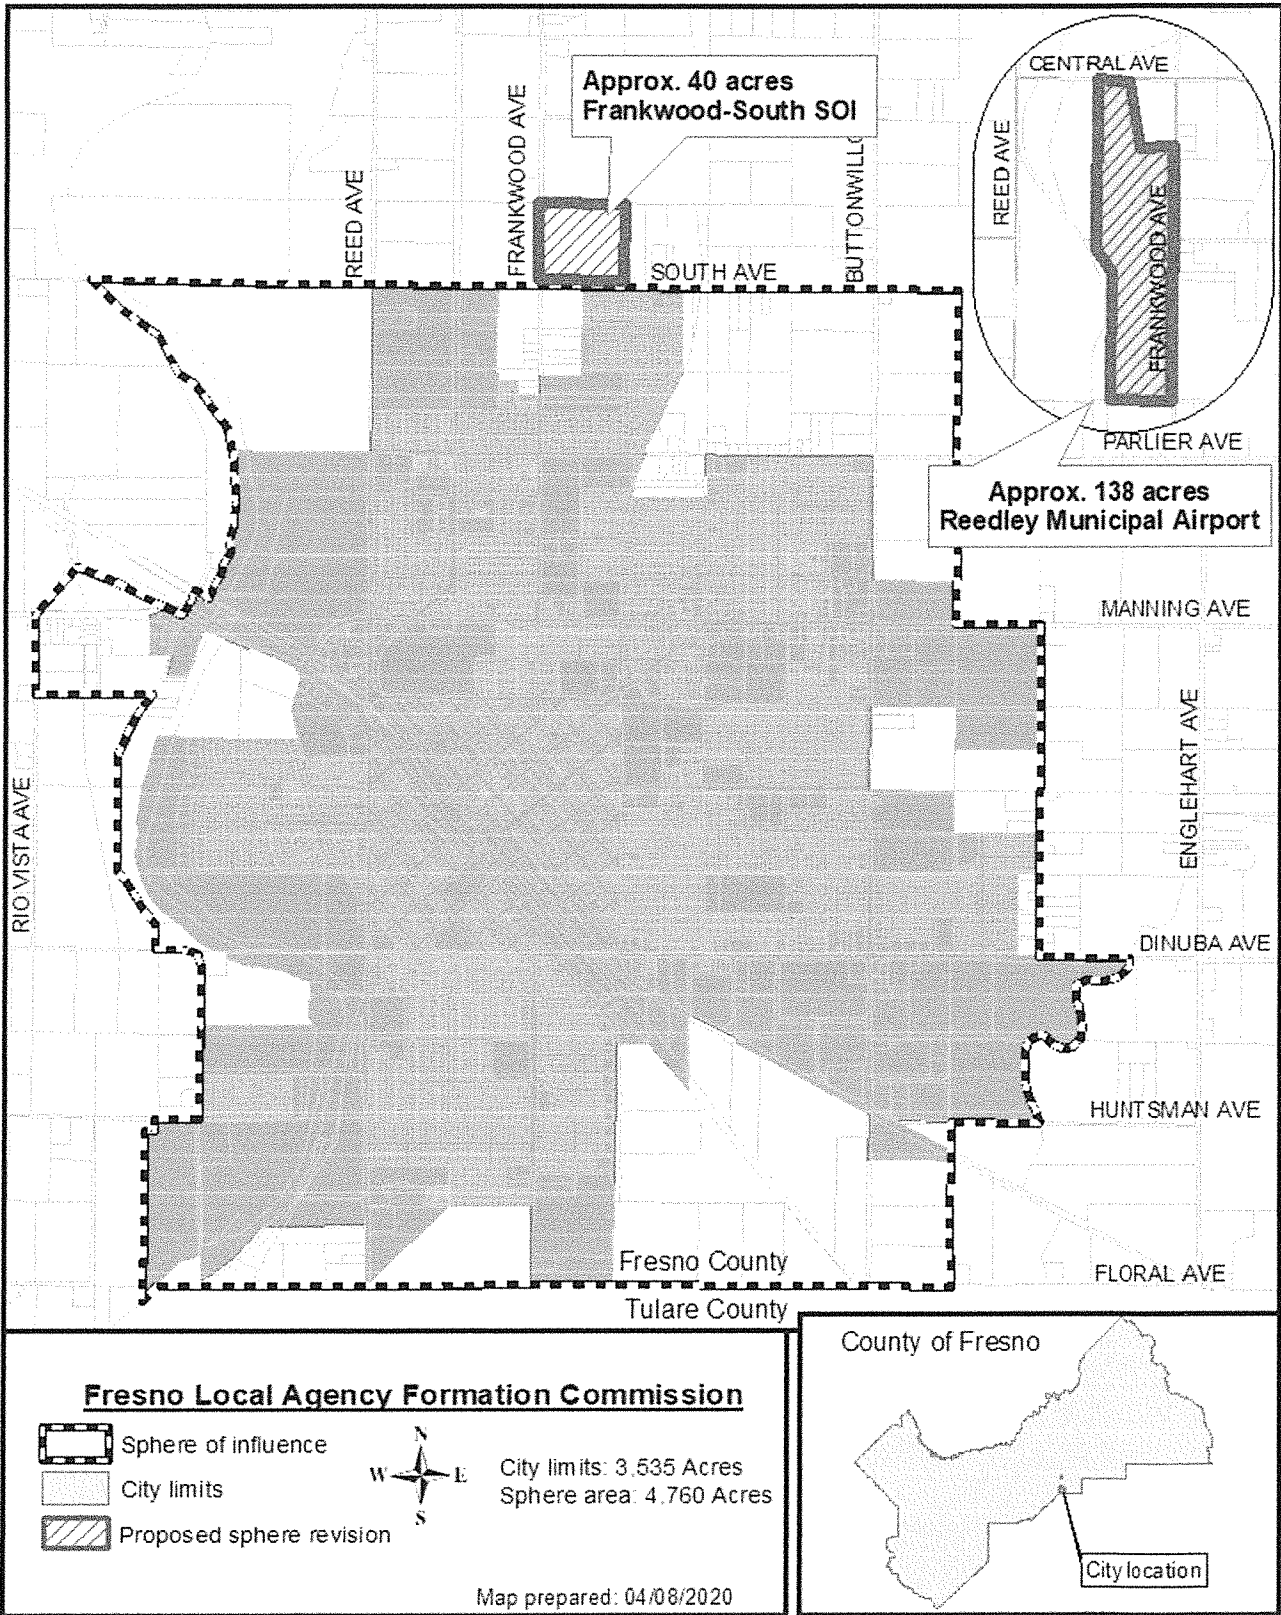 Approx. 40 acres
Frankwood-South SOI
CENTRAL AVE
REED AVE
FRANKWOOD AVE
REED AVE
FRANKWOOD AVE
BUTTONWILLO
SOUTH AVE
PARLIER AVE
Approx. 138 acres
Reedley Municipal Airport
MANNING AVE
ENGLEHART AVE
RIO VISTA AVE
DINUBA AVE
HUNTSMAN AVE
Fresno County
FLORAL AVE
Tulare County
Fresno Local Agency Formation Commission
Sphere of influence
City limits
Proposed sphere revision
N
W
E
S
City limits: 3,535 Acres
Sphere area: 4,760 Acres
Map prepared: 04/08/2020
County of Fresno
City location